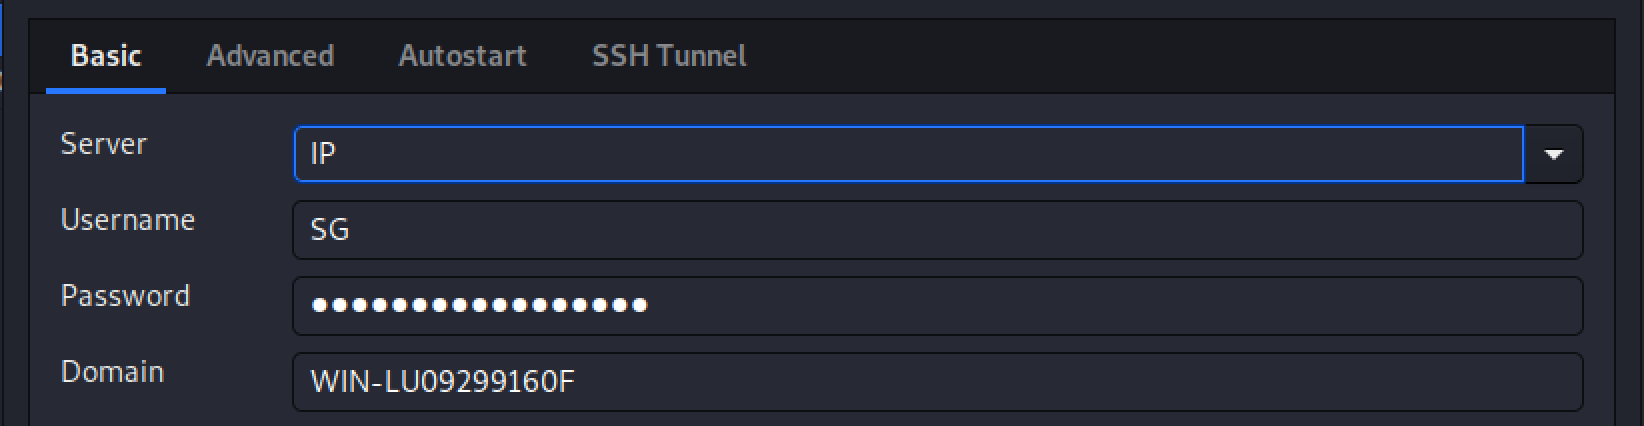 Basic Advanced Autostart SSH Tunnel
Server IP
Username SG
Password ●●●●●●●●●●●●●●●●●
Domain WIN-LU09299160F